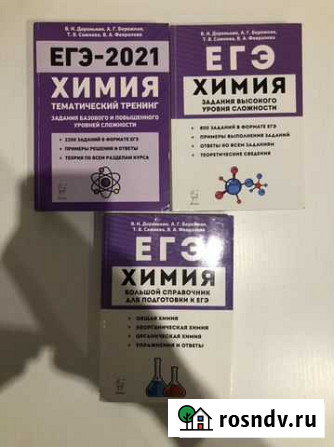 В. Н. Доронькин, А. Г. Бережная,
Т. В. Сажнева, В. А. Февралева
ЕГЭ-2021
ХИМИЯ
ТЕМАТИЧЕСКИЙ ТРЕНИНГ
ЗАДАНИЯ БАЗОВОГО И ПОВЫШЕННОГО
УРОВНЕЙ СЛОЖНОСТИ
ЗАДАНИЙ В ФОРМАТЕ ЕГЭ
ПРИМЕРЫ РЕШЕНИЯ И ОТВЕТЫ
ТЕОРИЯ ПО ВСЕМ РАЗДЕЛАМ КУРСА
В. Н. Доронькин, А. Г. Бережная,
Т. В. Сажнева, В. А. Февралева
ЕГЭ
ХИМИЯ
ЗАДАНИЯ ВЫСОКОГО
УРОВНЯ СЛОЖНОСТИ
ЗАДАНИЙ В ФОРМАТЕ ЕГЭ
ПРИМЕРЫ ВЫПОЛНЕНИЯ ЗАДАНИЙ
ОТВЕТЫ КО ВСЕМ ЗАДАНИЯМ
ТЕОРЕТИЧЕСКИЕ СВЕДЕНИЯ
В. Н. Доронькин, А. Г. Бережная,
Т. В. Сажнева, В. А. Февралева
ЕГЭ
ХИМИЯ
БОЛЬШОЙ СПРАВОЧНИК
ДЛЯ ПОДГОТОВКИ К ЕГЭ
ОБЩАЯ ХИМИЯ
НЕОРГАНИЧЕСКАЯ ХИМИЯ
ОРГАНИЧЕСКАЯ ХИМИЯ
УПРАЖНЕНИЯ И ОТВЕТЫ
rosndv.ru